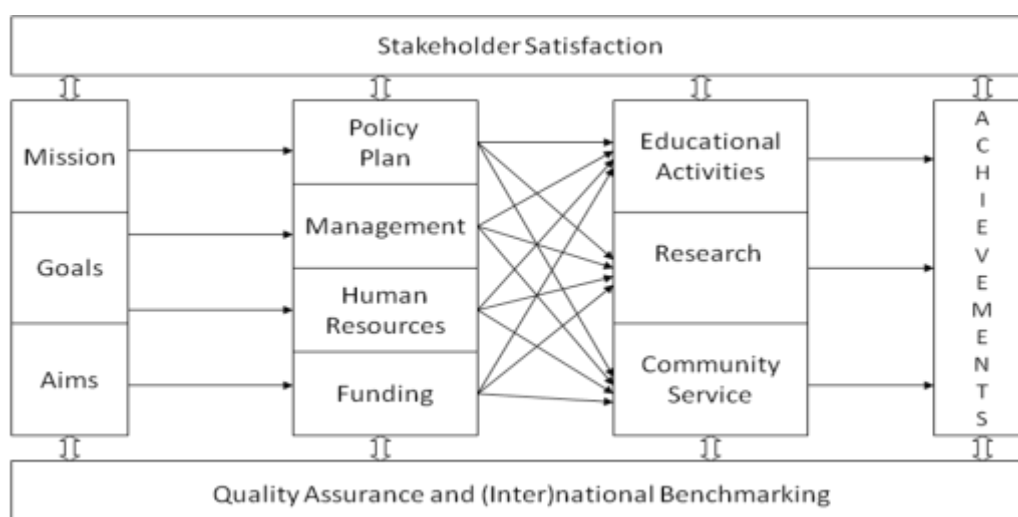 Stakeholder Satisfaction
Mission
Goals
Aims
Policy
Plan
Management
Human
Resources
Funding
Educational
Activities
Research
Community
Service
A
C
H
I
E
V
E
M
E
N
T
S
Quality Assurance and (Inter)national Benchmarking